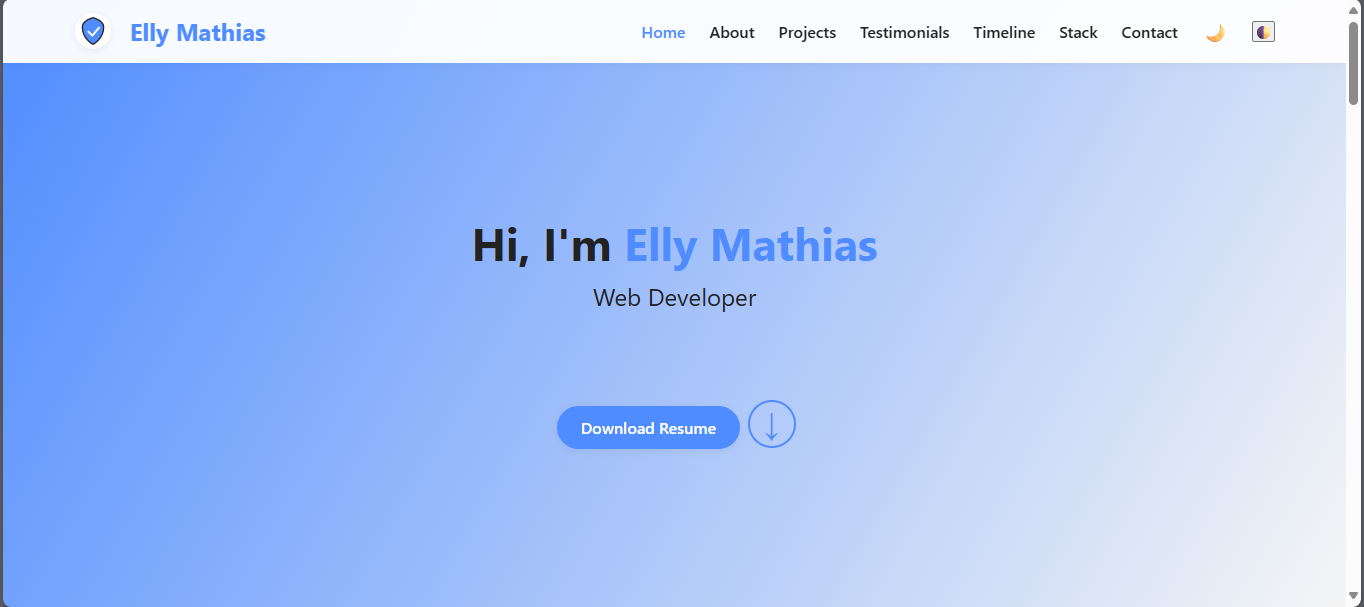 Elly Mathias
Home About Projects Testimonials Timeline Stack Contact
Hi, I'm Elly Mathias
Web Developer
Download Resume